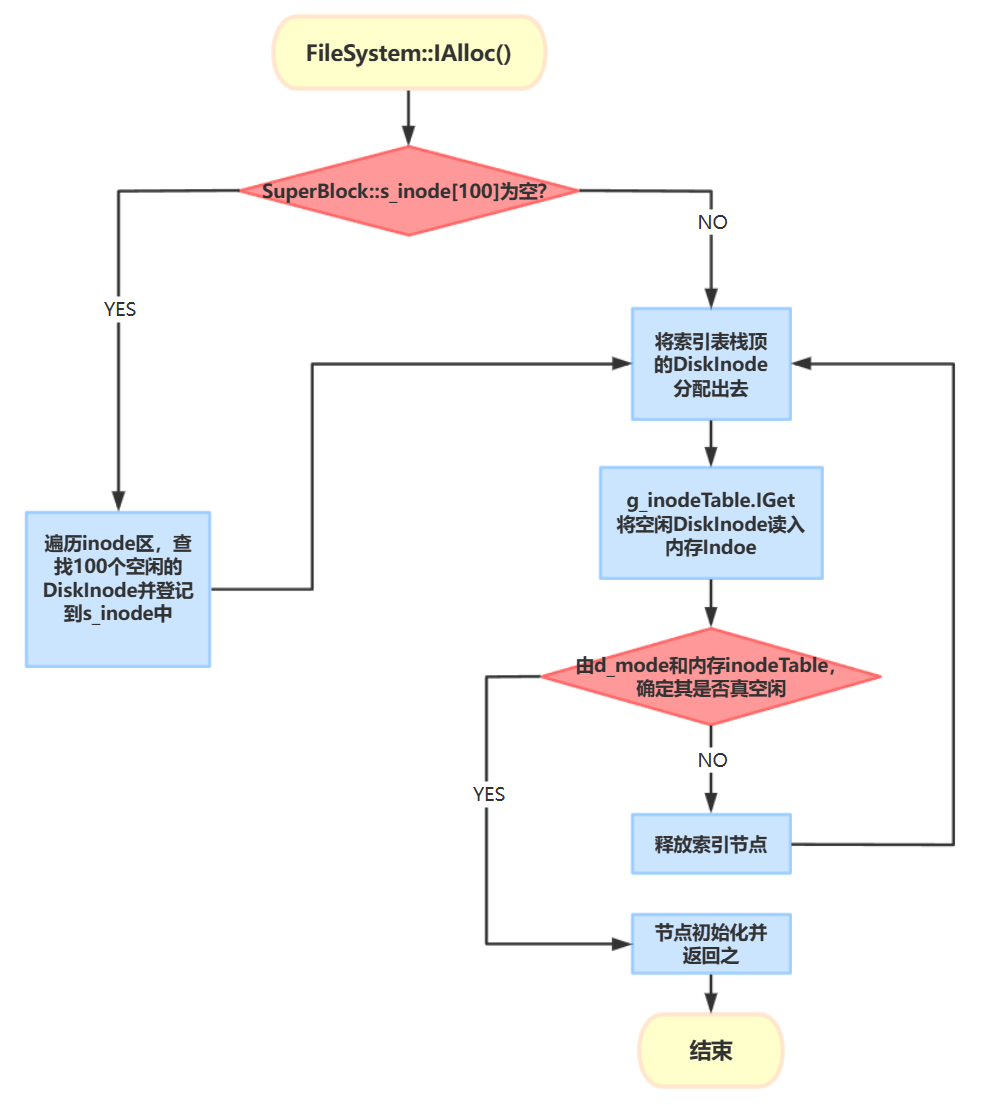 FileSystem::IAlloc()
SuperBlock::s_inode[100]为空?
NO
YES
将索引表栈顶
的DiskInode
分配出去
g_inodeTable.IGet
将空闲DiskInode读入
内存Indoe
遍历inode区，查
找100个空闲的
DiskInode并登记
到s_inode中
由d_mode和内存inodeTable，
确定其是否真空闲
NO
YES
释放索引节点
节点初始化并
返回之
结束